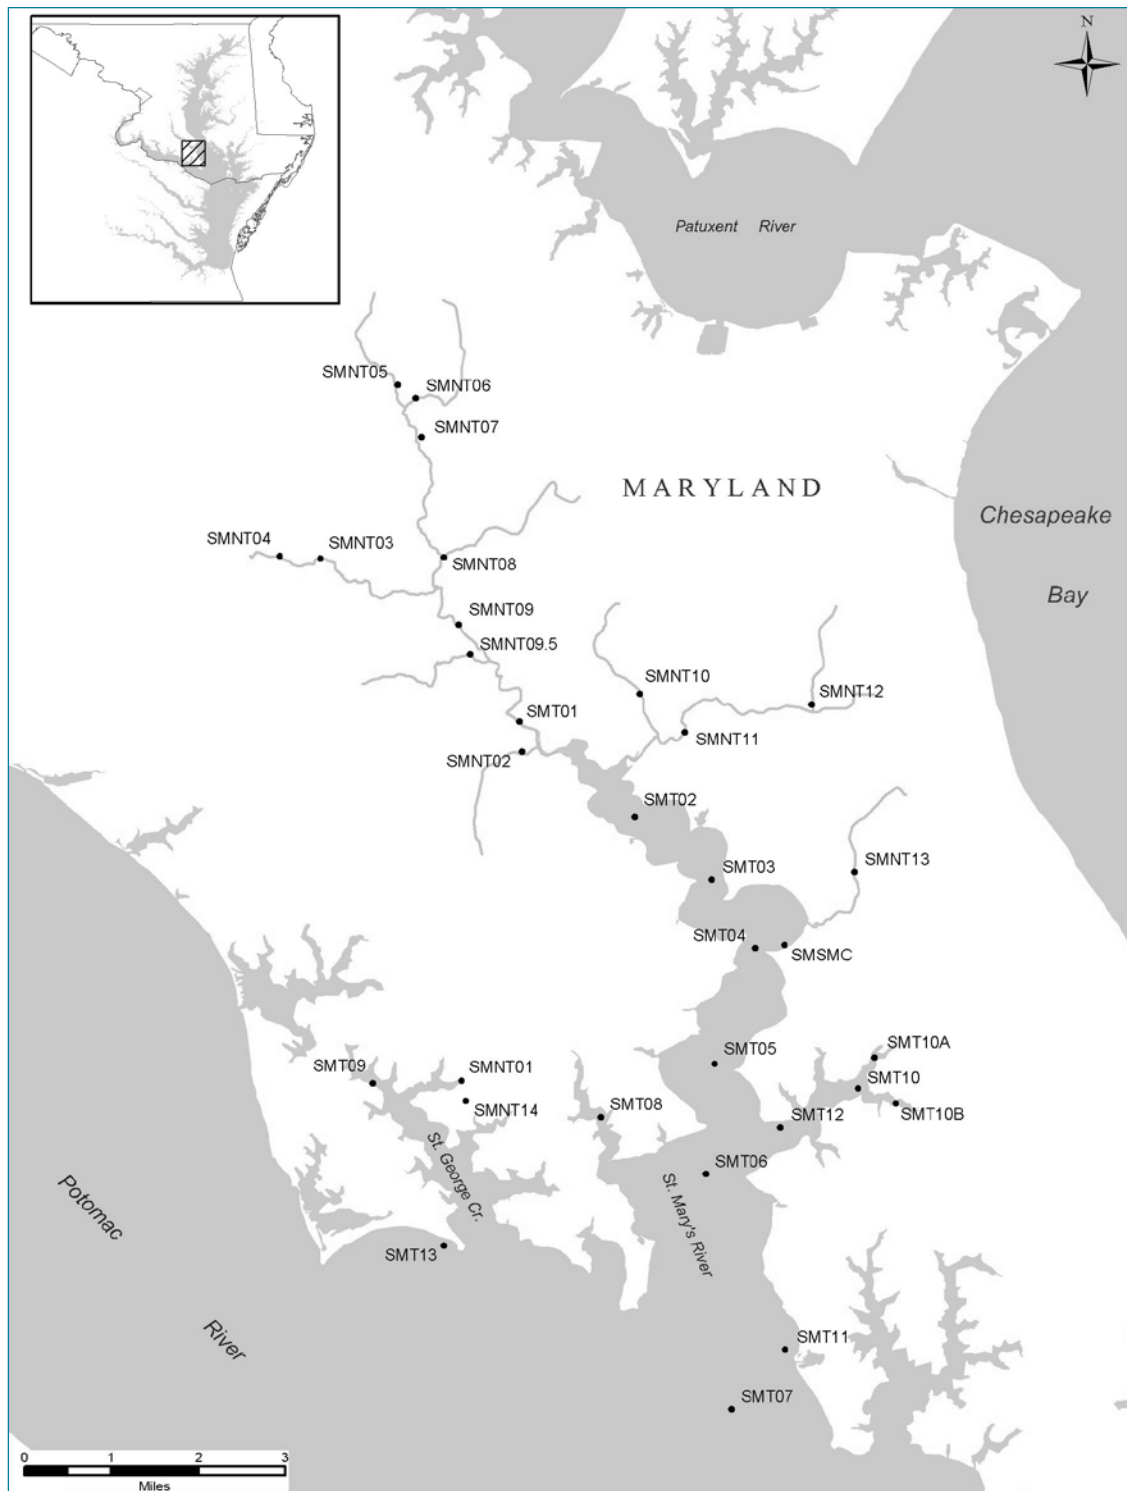 N
Patuxent River
SMNT05
SMNT06
SMNT07
MARYLAND
Chesapeake
SMNT04
SMNT03
SMNT08
Bay
SMNT09
SMNT09.5
SMNT10
SMNT12
SMT01
SMNT11
SMNT02
SMT02
SMT03
SMNT13
SMT04
SMSMC
SMT05
SMT10A
SMT09
SMNT01
SMT10
SMNT14
SMT08
SMT10B
SMT12
St. George Cr.
SMT06
Potomac
St. Mary's River
SMT13
River
SMT11
SMT07
0 1 2 3
Miles